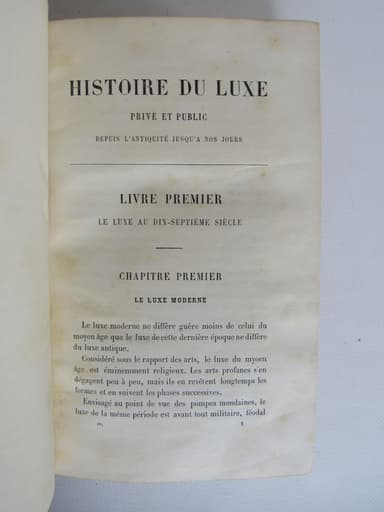 HISTOIRE DU LUXE
PRIVÉ ET PUBLIC
DEPUIS L'ANTIQUITÉ JUSQU'A NOS JOURS
LIVRE PREMIER
LE LUXE AU DIX-SEPTIÈME SIÈCLE
CHAPITRE PREMIER
LE LUXE MODERNE
Le luxe moderne ne diffère guère moins de celui du
moyen âge que le luxe de cette dernière époque ne diffère
du luxe antique.
Considéré sous le rapport des arts, le luxe du myoen
âge est éminemment religieux. Les arts profanes s'en
dégagent peu à peu, mais ils en revêtent longtemps les
formes et en suivent les phases successives.
Envisagé au point de vue des pompes mondaines, le
luxe de la même période est avant tout militaire, féodal
1